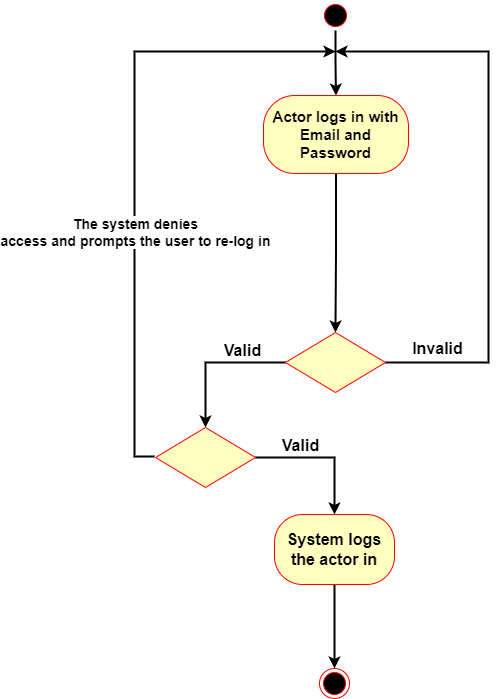 Actor logs in with
Email and
Password
The system denies
access and prompts the user to re-log in
Valid
Invalid
Valid
System logs
the actor in